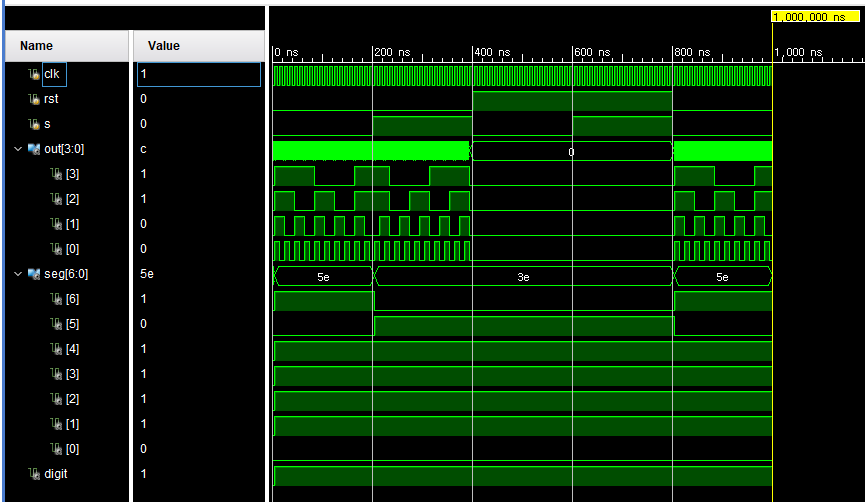 1,000,000 ns
Name Value
0 ns 200 ns 400 ns 600 ns 800 ns 1,000 ns
clk 1
rst 0
s 0
out[3:0] c 0
[3] 1
[2] 1
[1] 0
[0] 0
seg[6:0] 5e 5e 3e 5e
[6] 1
[5] 0
[4] 1
[3] 1
[2] 1
[1] 1
[0] 0
digit 1